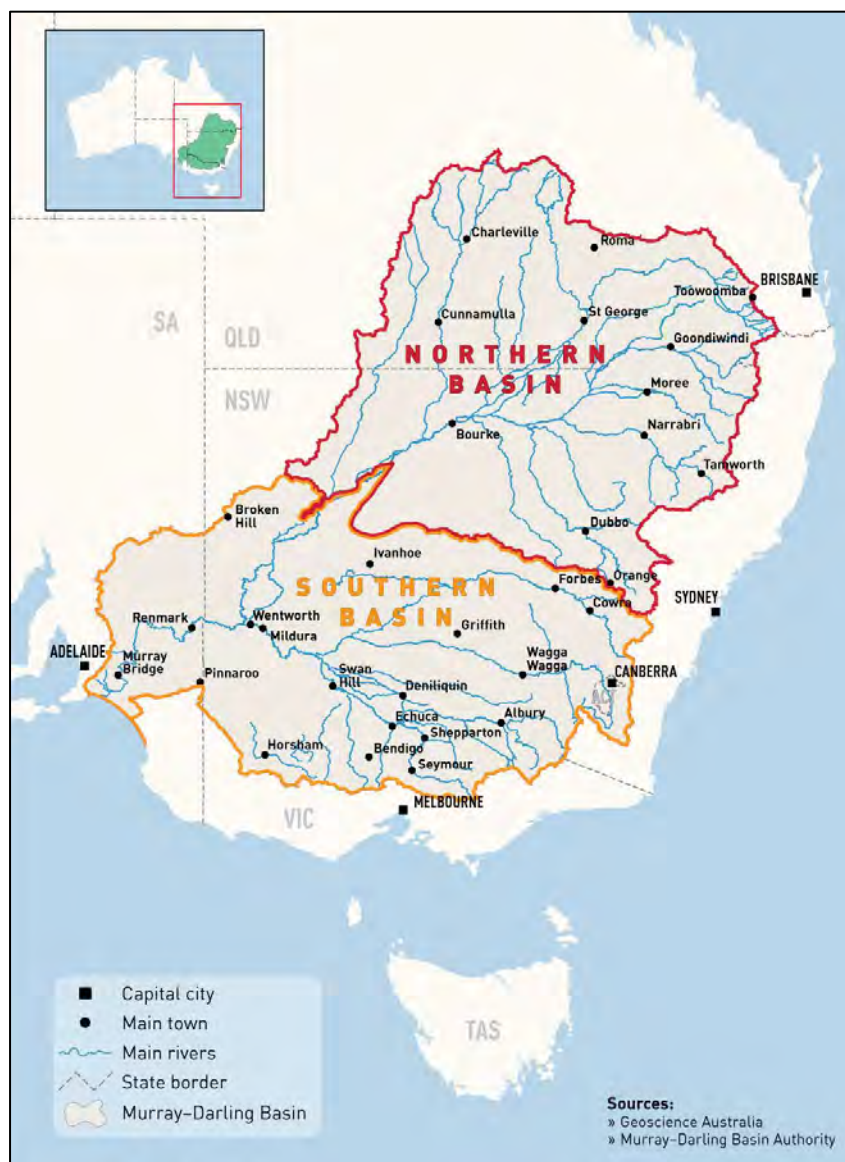 Charleville
Roma
BRISBANE
Toowoomba
SA
QLD
Cunnamulla
St George
Goondiwindi
NORTHERN
BASIN
NSW
Moree
Bourke
Narrabri
Tamworth
Broken
Hill
Dubbo
Ivanhoe
Forbes
Orange
SOUTHERN
BASIN
Cowra
SYDNEY
Renmark
Wentworth
Mildura
Griffith
ADELAIDE
Murray
Bridge
Pinnaroo
Swan
Hill
Wagga
Wagga
CANBERRA
ACT
Deniliquin
Echuca
Albury
Shepparton
Horsham
Bendigo
Seymour
MELBOURNE
VIC
TAS
Capital city
Main town
Main rivers
State border
Murray–Darling Basin
Sources:
» Geoscience Australia
» Murray–Darling Basin Authority